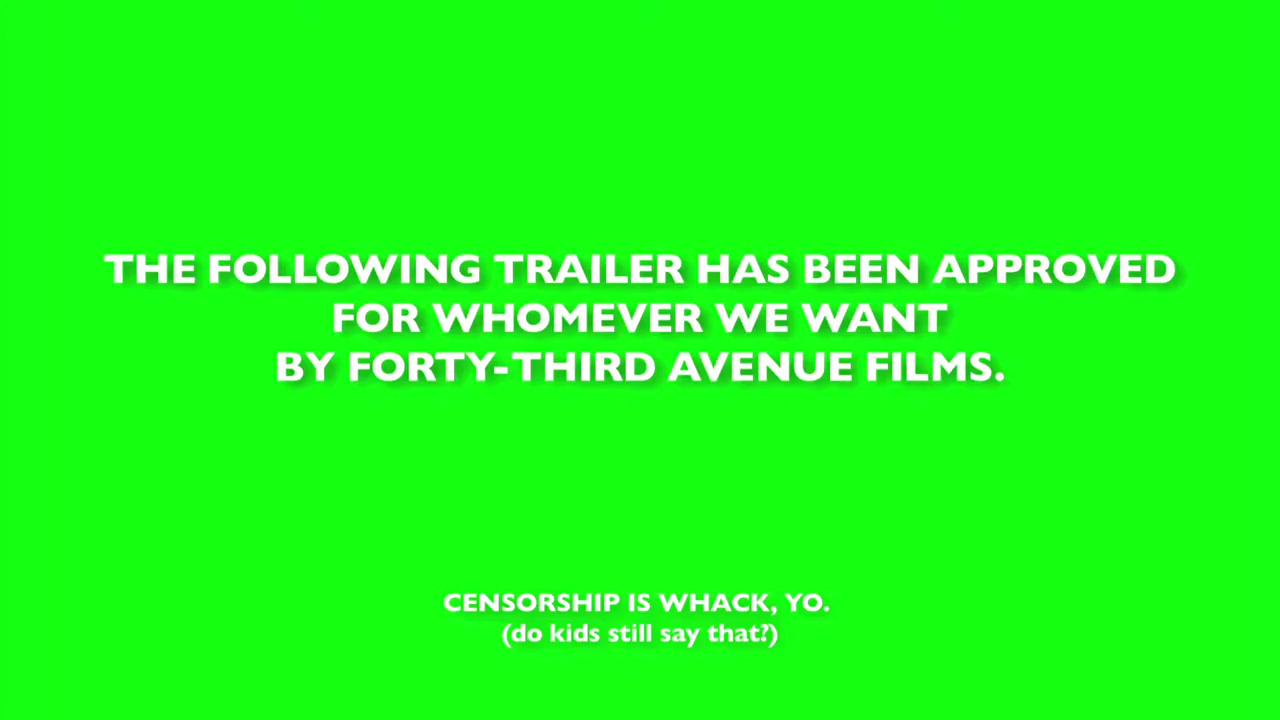 THE FOLLOWING TRAILER HAS BEEN APPROVED
FOR WHOMEVER WE WANT
BY FORTY-THIRD AVENUE FILMS.
CENSORSHIP IS WHACK, YO.
(do kids still say that?)